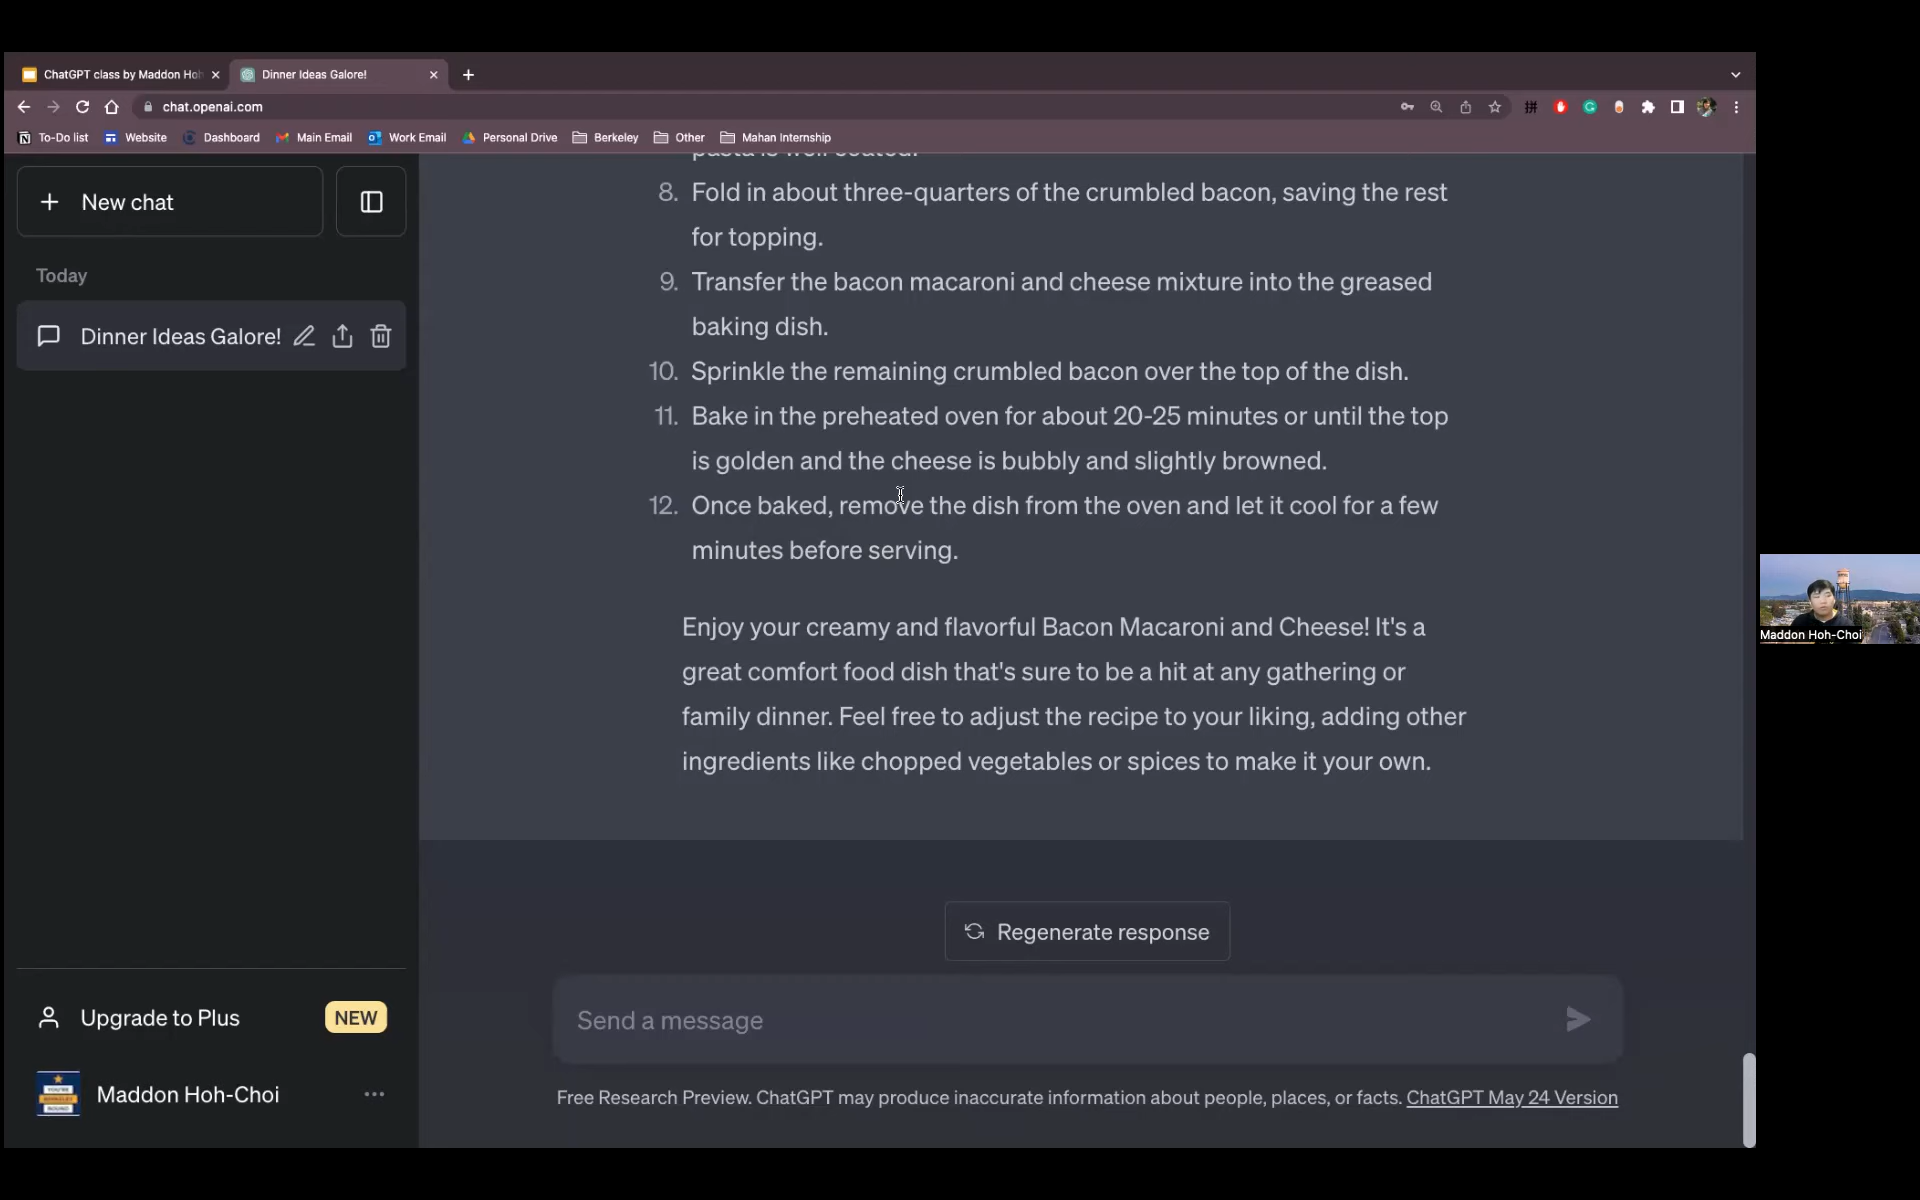 ChatGPT class by Maddon Hoh
Dinner Ideas Galore!
chat.openai.com
To-Do list
Website
Dashboard
Main Email
Work Email
Personal Drive
Berkeley
Other
Mahan Internship
New chat
Today
Dinner Ideas Galore!
Upgrade to Plus
NEW
Maddon Hoh-Choi
pasta is well coated.
8. Fold in about three-quarters of the crumbled bacon, saving the rest
for topping.
9. Transfer the bacon macaroni and cheese mixture into the greased
baking dish.
10. Sprinkle the remaining crumbled bacon over the top of the dish.
11. Bake in the preheated oven for about 20-25 minutes or until the top
is golden and the cheese is bubbly and slightly browned.
12. Once baked, remove the dish from the oven and let it cool for a few
minutes before serving.
Enjoy your creamy and flavorful Bacon Macaroni and Cheese! It's a
great comfort food dish that's sure to be a hit at any gathering or
family dinner. Feel free to adjust the recipe to your liking, adding other
ingredients like chopped vegetables or spices to make it your own.
Regenerate response
Send a message
Free Research Preview. ChatGPT may produce inaccurate information about people, places, or facts. ChatGPT May 24 Version
Maddon Hoh-Choi